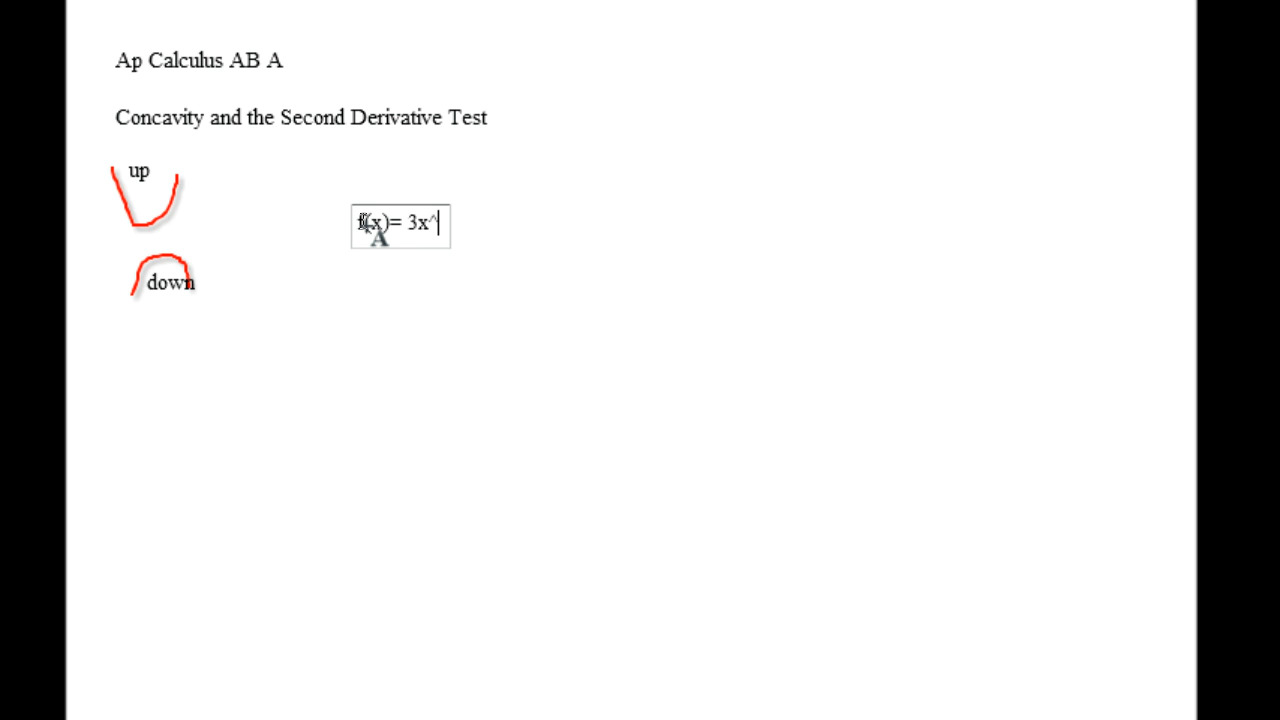 Ap Calculus AB A
Concavity and the Second Derivative Test
up
f(x)= 3x^
down